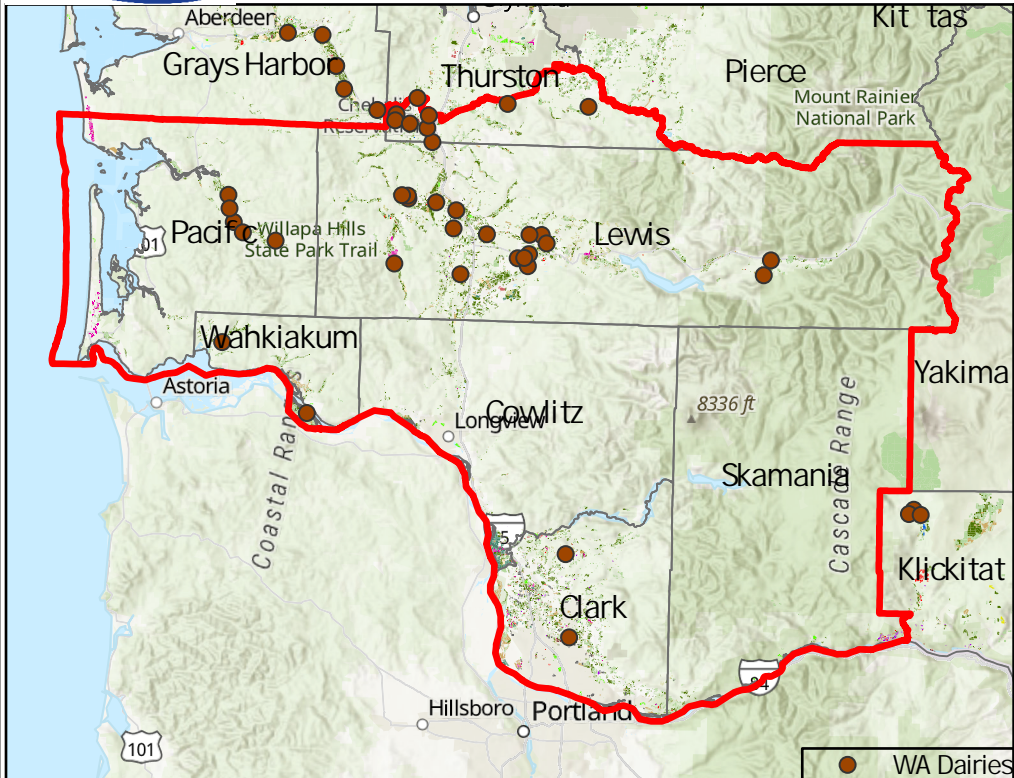 Aberdeen
Kit tas
Grays Harbor
Thurston
Pierce
Mount Rainier
National Park
Chehalis
Reservation
Lewis
Pacific
Willapa Hills
State Park Trail
01
Wahkiakum
Yakima
Astoria
8336 ft
Longview
Cowlitz
Coastal Range
Cascade Range
Skamania
5
Klickitat
Clark
84
Hillsboro
Portland
101
WA Dairies